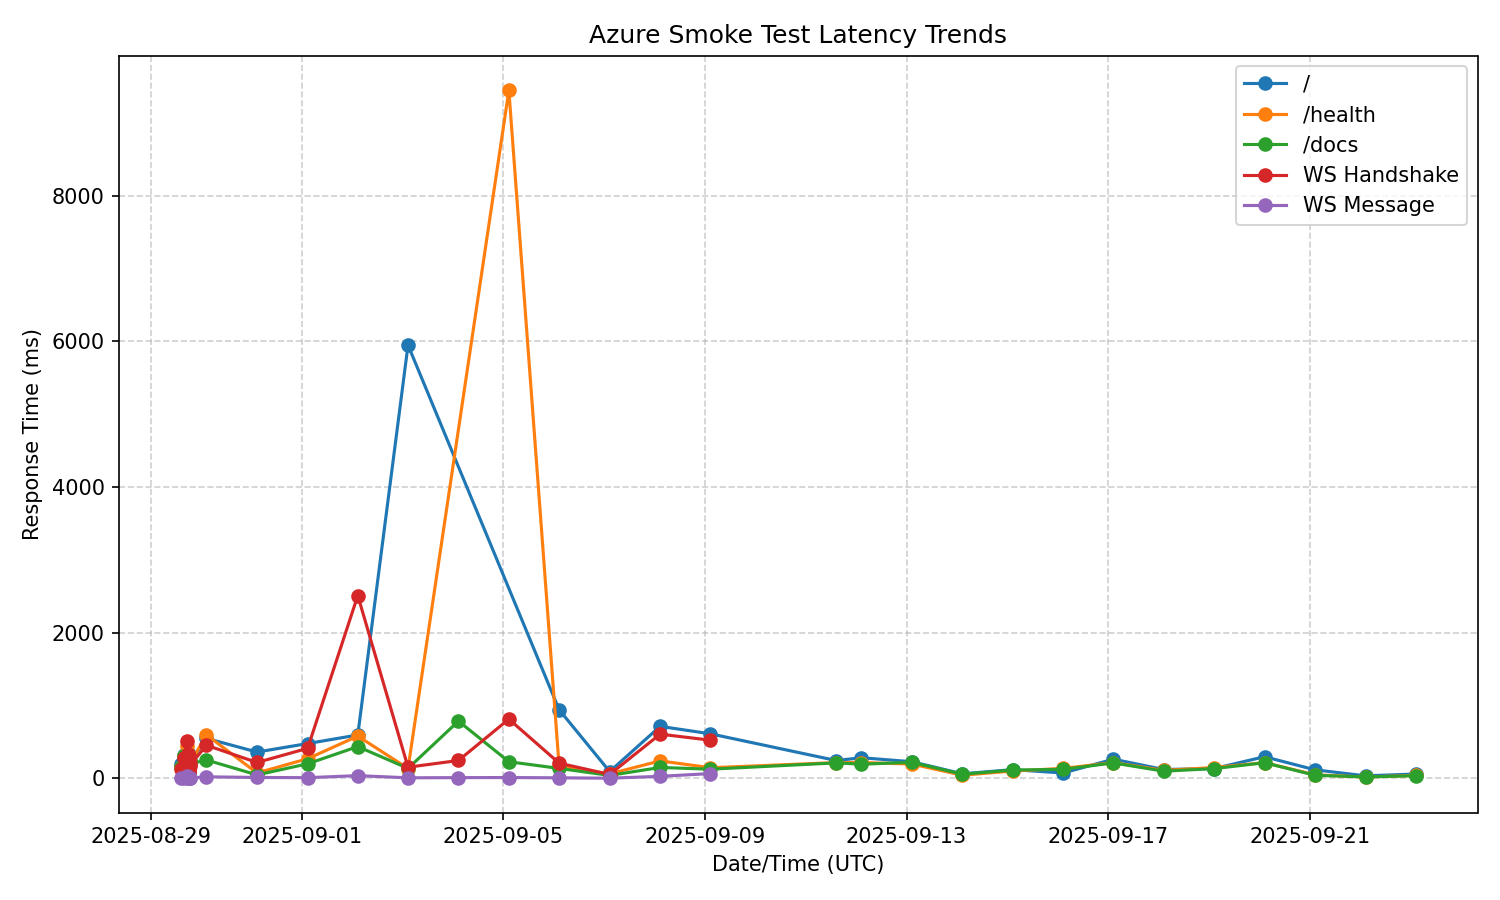 Azure Smoke Test Latency Trends
/
/health
/docs
WS Handshake
WS Message
Response Time (ms)
8000
6000
4000
2000
0
2025-08-29 2025-09-01 2025-09-05 2025-09-09 2025-09-13 2025-09-17 2025-09-21
Date/Time (UTC)